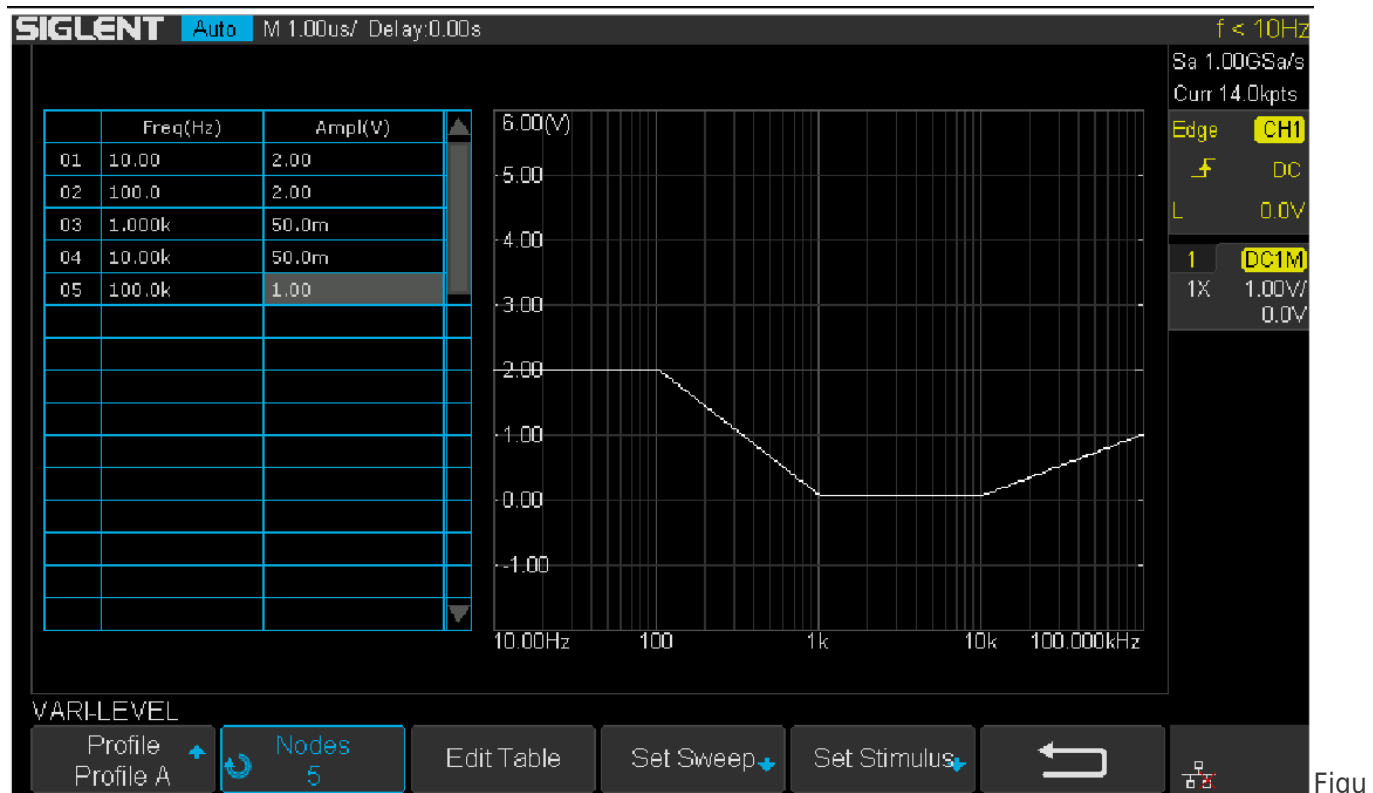 SIGLENT Auto M 1.00us/ Delay:0.00s f < 10Hz
Sa 1.00GSa/s
Curr 14.0kpts
Edge CH1
DC
L 0.0V
1 DC1M
1X 1.00V/
0.0V
Freq(Hz) Ampl(V)
01 10.00 2.00
02 100.0 2.00
03 1.000k 50.0m
04 10.00k 50.0m
05 100.0k 1.00
6.00(V)
5.00
4.00
3.00
2.00
1.00
0.00
-1.00
10.00Hz 100 1k 10k 100.000kHz
VARI-LEVEL
Profile
Profile A
Nodes
5
Edit Table
Set Sweep
Set Stimulus
Figu